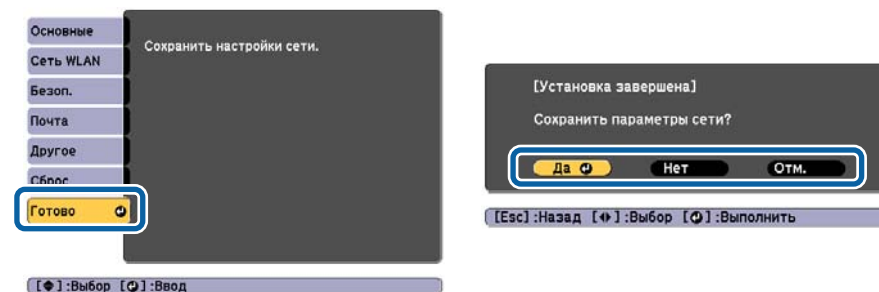 Основные
Сеть WLAN
Безоп.
Почта
Другое
Сброс
Готово
Сохранить настройки сети.
[◆]:Выбор [⏎]:Ввод
[Установка завершена]
Сохранить параметры сети?
Да ⏎ Нет Отм.
[Esc]:Назад [◀▶]:Выбор [⏎]:Выполнить